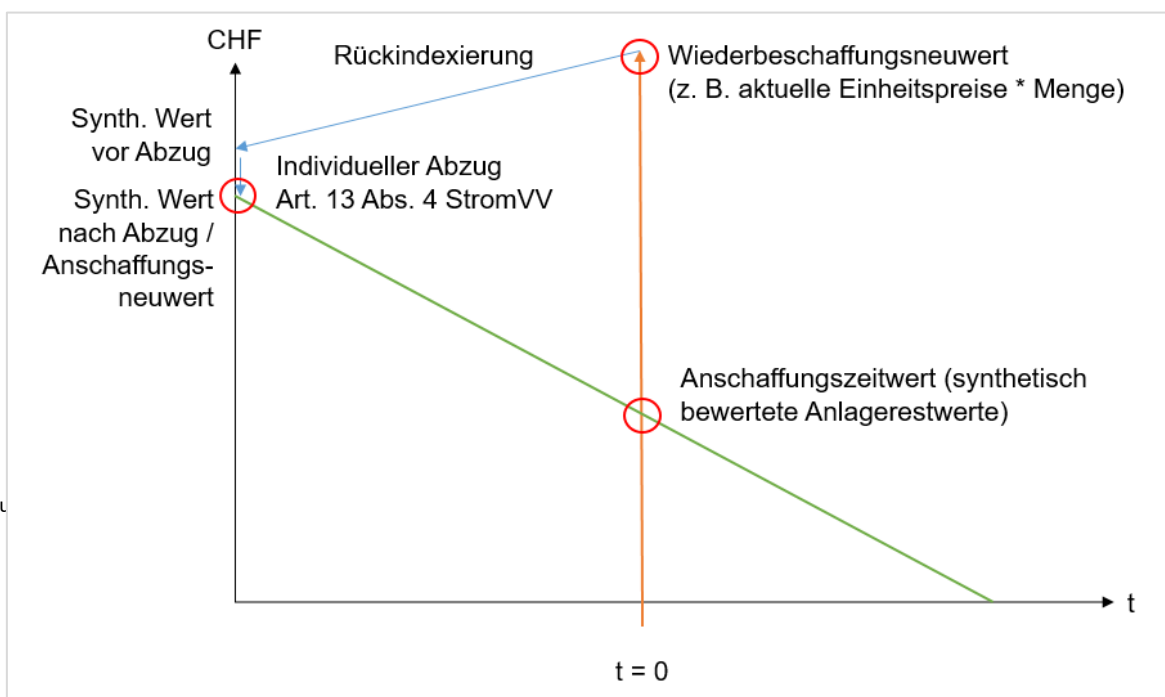 CHF
Rückindexierung
Wiederbeschaffungsneuwert
(z. B. aktuelle Einheitspreise * Menge)
Synth. Wert
vor Abzug
Individueller Abzug
Art. 13 Abs. 4 StromVV
Synth. Wert
nach Abzug /
Anschaffungs-
neuwert
Anschaffungszeitwert (synthetisch
bewertete Anlagerestwerte)
t
t = 0